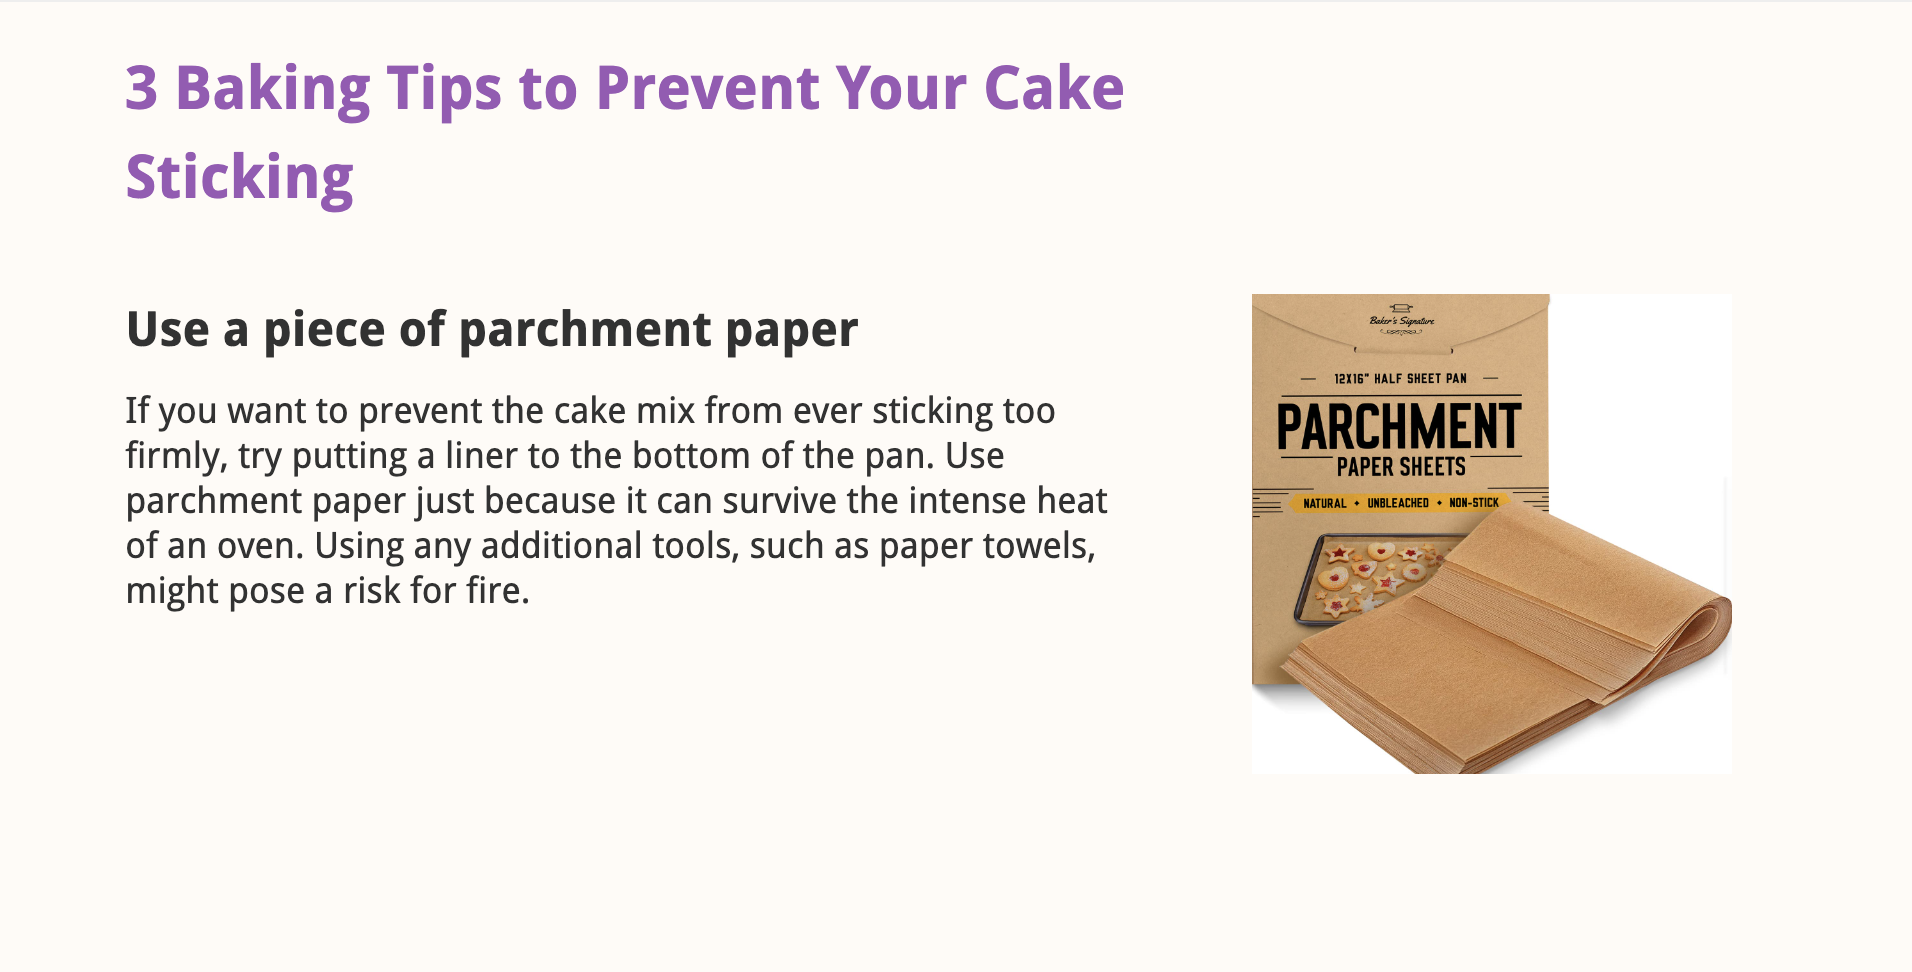 3 Baking Tips to Prevent Your Cake
Sticking
Use a piece of parchment paper
If you want to prevent the cake mix from ever sticking too
firmly, try putting a liner to the bottom of the pan. Use
parchment paper just because it can survive the intense heat
of an oven. Using any additional tools, such as paper towels,
might pose a risk for fire.
Baker's Signature
12X16" HALF SHEET PAN
PARCHMENT
PAPER SHEETS
NATURAL • UNBLEACHED • NON-STICK